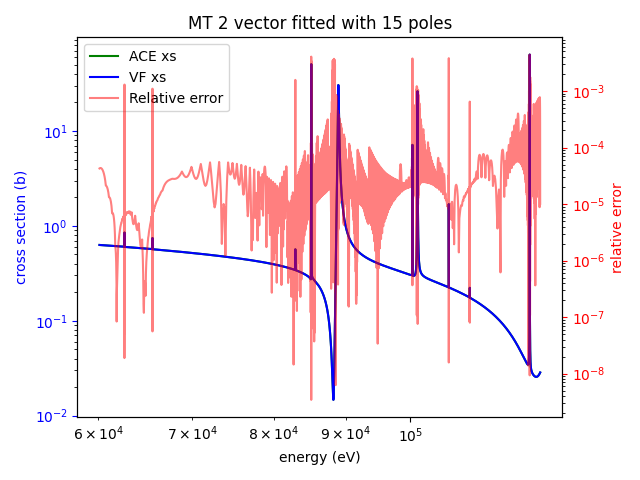 MT 2 vector fitted with 15 poles
ACE xs
VF xs
Relative error
cross section (b)
10¹
10⁰
10⁻¹
10⁻²
10⁻³
10⁻⁴
10⁻⁵
10⁻⁶
10⁻⁷
10⁻⁸
relative error
6 × 10⁴ 7 × 10⁴ 8 × 10⁴ 9 × 10⁴ 10⁵
energy (eV)